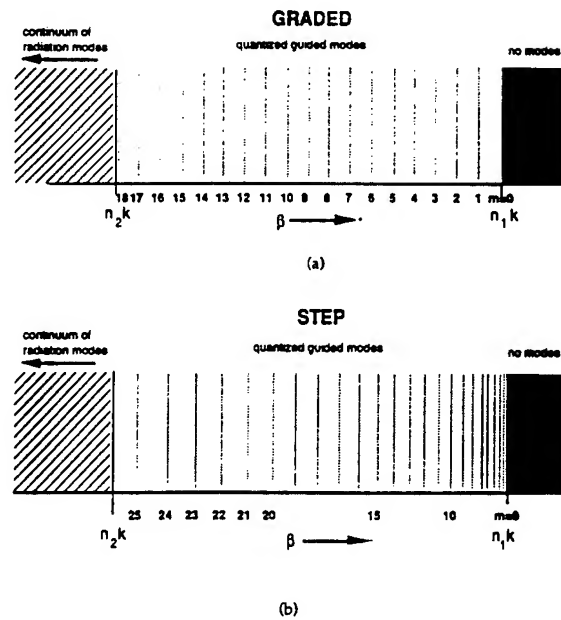 GRADED
continuum of
radiation modes
quantized guided modes
no modes
18 17 16 15 14 13 12 11 10 9 8 7 6 5 4 3 2 1 m=0
n₂k
β
n₁k
(a)
STEP
continuum of
radiation modes
quantized guided modes
no modes
25 24 23 22 21 20 15 10 m=0
n₂k
β
n₁k
(b)